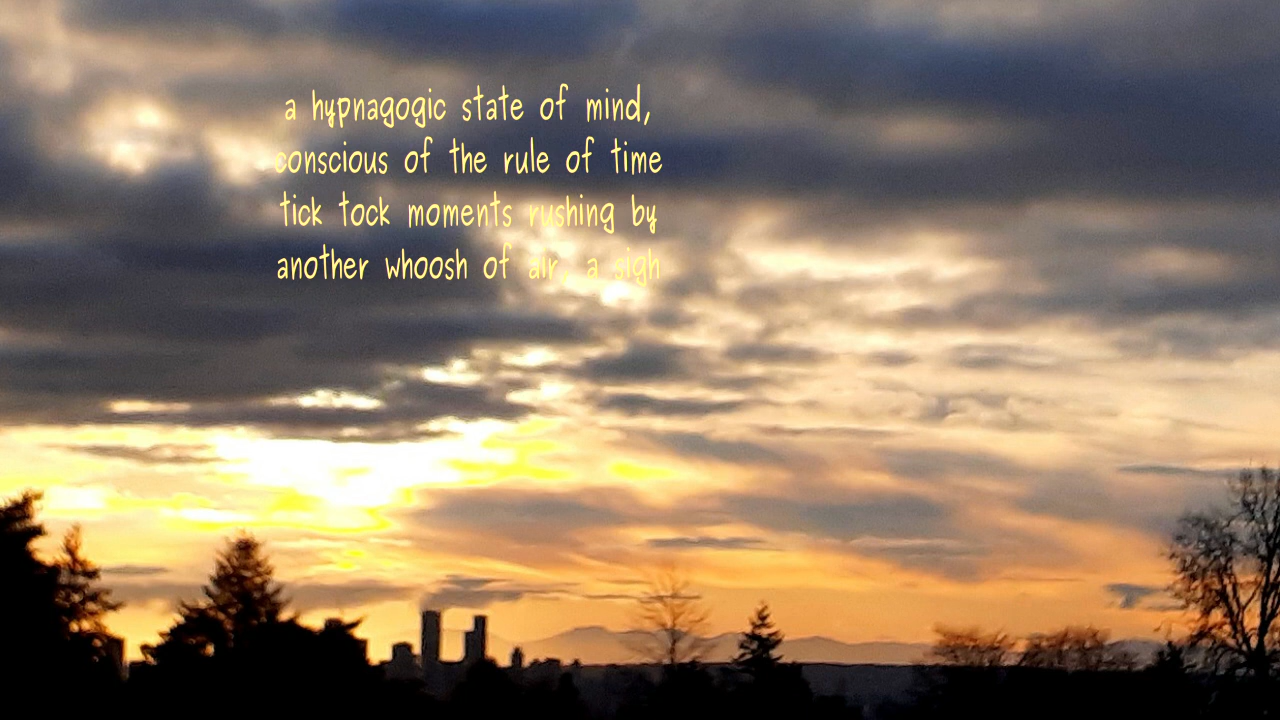 a hypnagogic state of mind,
conscious of the rule of time
tick tock moments rushing by
another whoosh of air, a sigh